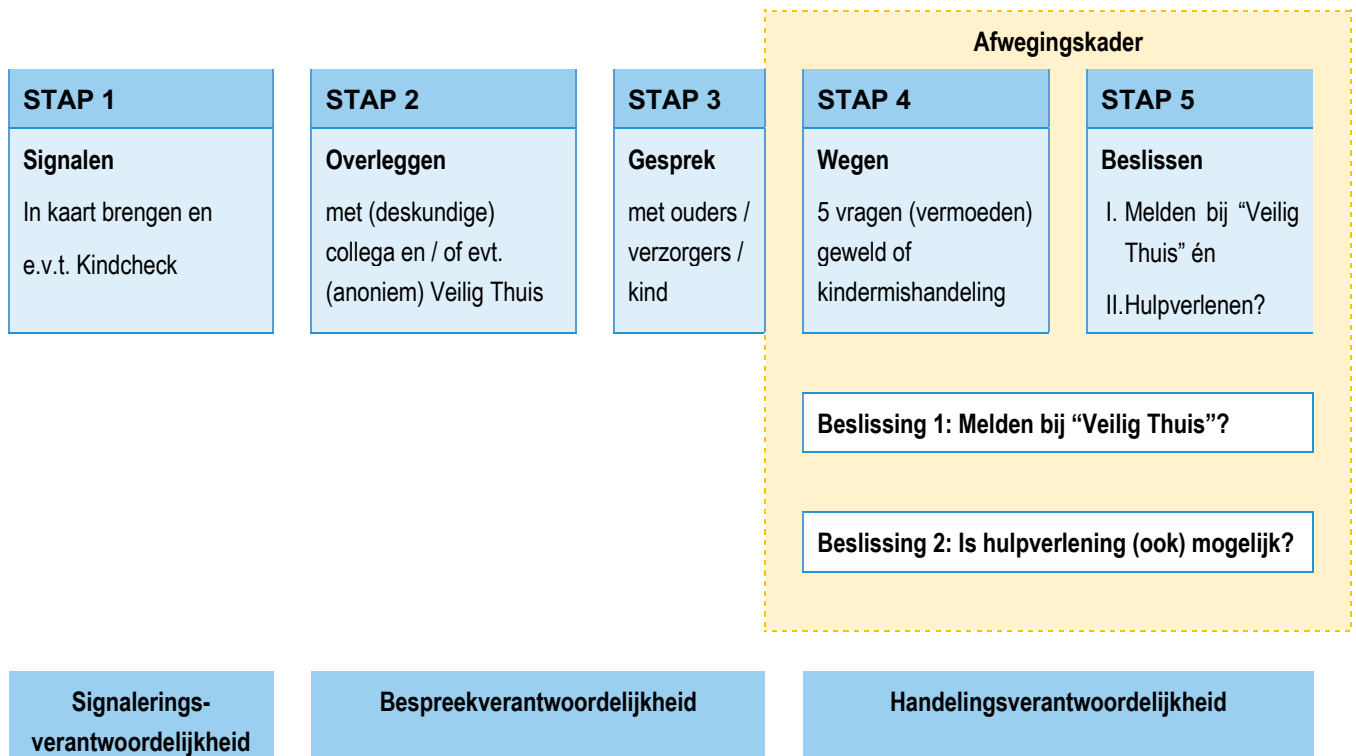 Afwegingskader
STAP 1
Signalen
In kaart brengen en
e.v.t. Kindcheck
STAP 2
Overleggen
met (deskundige)
collega en / of evt.
(anoniem) Veilig Thuis
STAP 3
Gesprek
met ouders /
verzorgers /
kind
STAP 4
Wegen
5 vragen (vermoeden)
geweld of
kindermishandeling
STAP 5
Beslissen
I. Melden bij “Veilig
Thuis” én
II.Hulpverlenen?
Beslissing 1: Melden bij “Veilig Thuis”?
Beslissing 2: Is hulpverlening (ook) mogelijk?
Signalerings-
verantwoordelijkheid
Bespreekverantwoordelijkheid
Handelingsverantwoordelijkheid